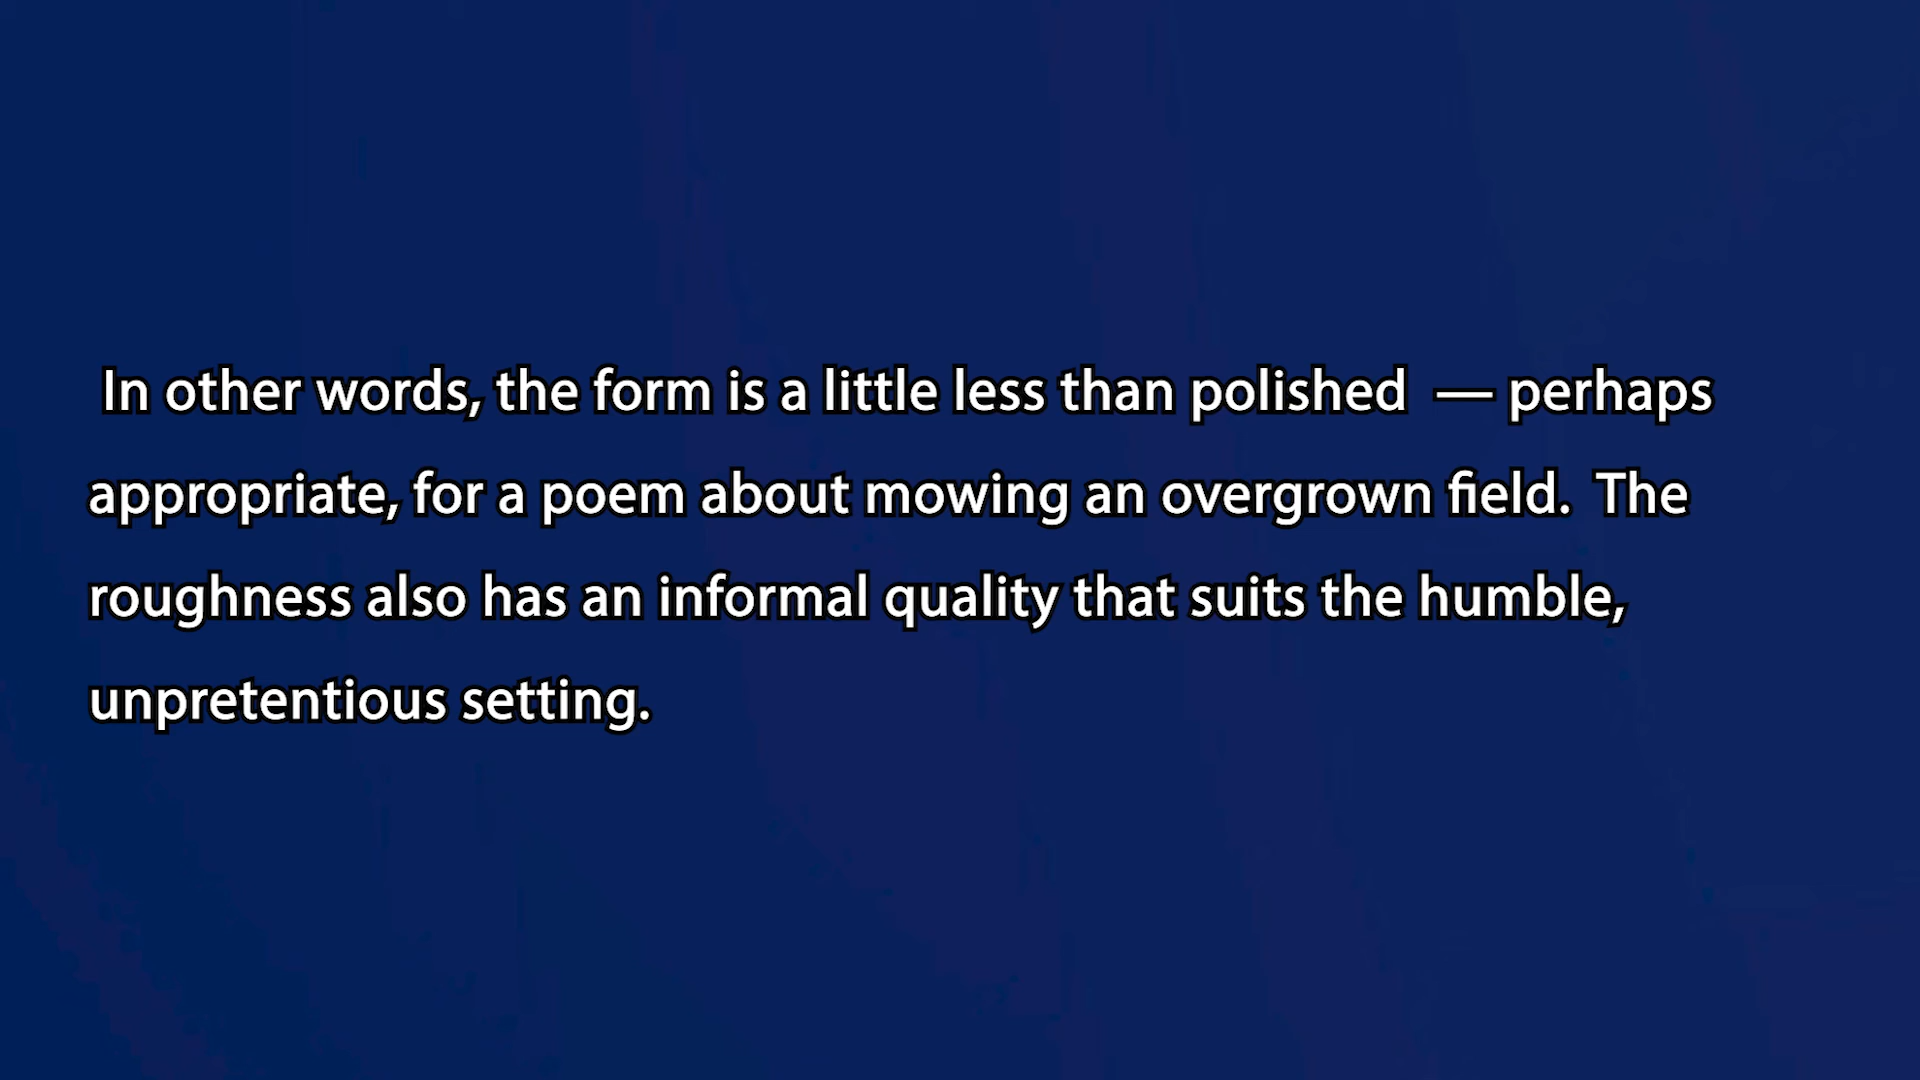 In other words, the form is a little less than polished — perhaps
appropriate, for a poem about mowing an overgrown field. The
roughness also has an informal quality that suits the humble,
unpretentious setting.